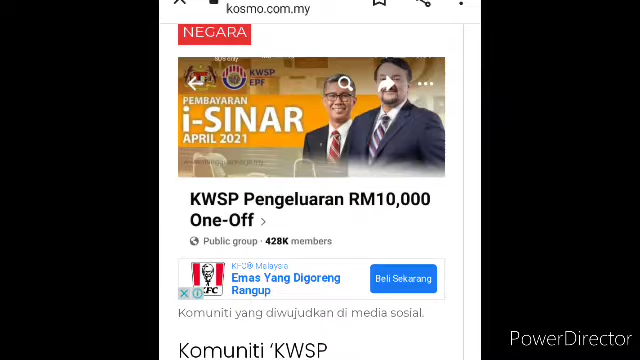 kosmo.com.my
NEGARA
KWSP
EPF
PEMBAYARAN
i-SINAR
APRIL 2021
KWSP Pengeluaran RM10,000
One-Off >
Public group · 428K members
KFC® Malaysia
Emas Yang Digoreng
Rangup
Beli Sekarang
KFC
Komuniti yang diwujudkan di media sosial.
Komuniti ‘KWSP
PowerDirector